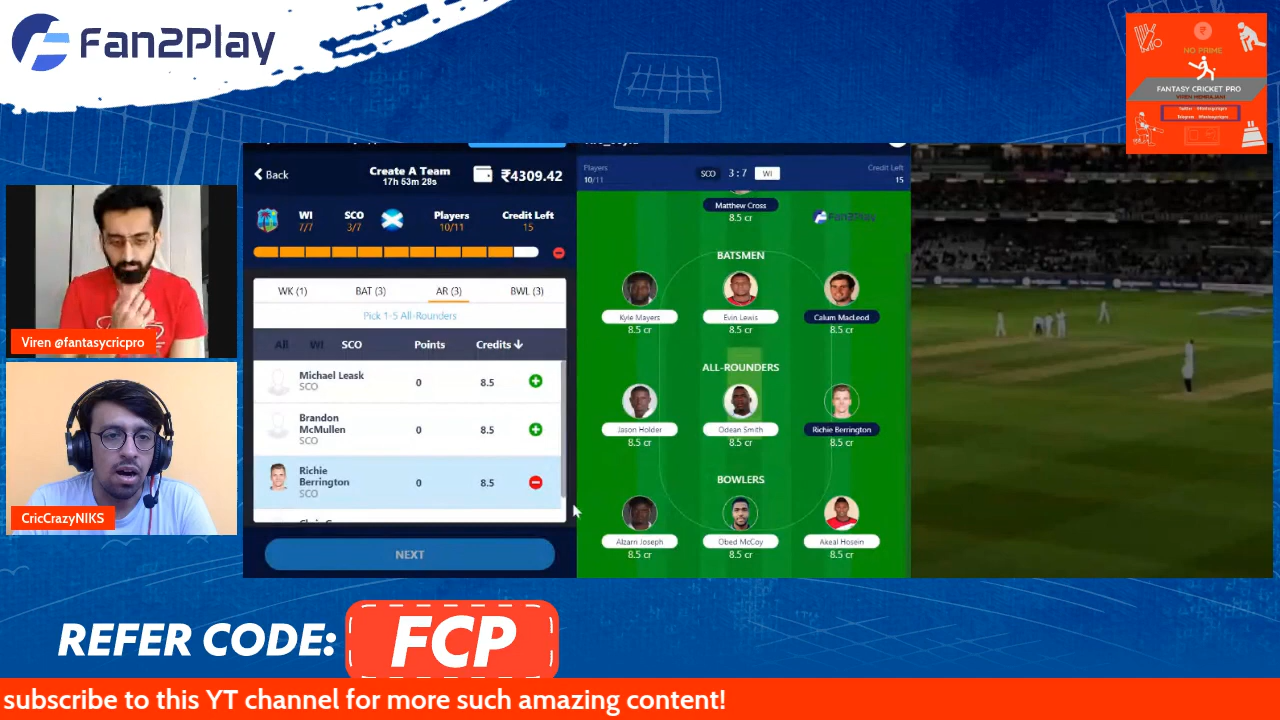 Fan2Play
NO PRIME
FANTASY CRICKET PRO
VIREN HEMRAJANI
Back
Create A Team
17h 53m 28s
₹4309.42
WI
7/7
SCO
3/7
Players
10/11
Credit Left
15
WK (1)
BAT (3)
AR (3)
BWL (3)
Pick 1-5 All-Rounders
All
WI
SCO
Points
Credits
Michael Leask
SCO
0
8.5
Brandon
McMullen
SCO
0
8.5
Richie
Berrington
SCO
0
8.5
NEXT
Players
10/11
SCO
3 : 7
WI
Credit Left
15
Matthew Cross
8.5 cr
Fan2Play
BATSMEN
Kyle Mayers
8.5 cr
Evin Lewis
8.5 cr
Calum MacLeod
8.5 cr
ALL-ROUNDERS
Jason Holder
8.5 cr
Odean Smith
8.5 cr
Richie Berrington
8.5 cr
BOWLERS
Alzarri Joseph
8.5 cr
Obed McCoy
8.5 cr
Akeal Hosein
8.5 cr
Viren @fantasycricpro
CricCrazyNIKS
REFER CODE:
FCP
subscribe to this YT channel for more such amazing content!